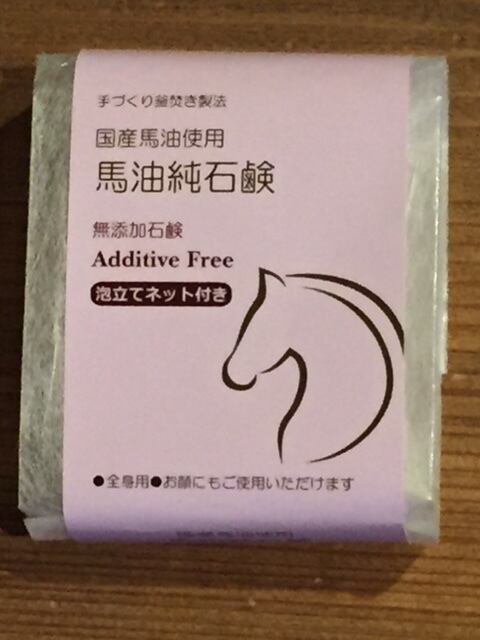 手づくり釜焚き製法
国産馬油使用
馬油純石鹸
無添加石鹸
Additive Free
泡立てネット付き
●全身用●お顔にもご使用いただけます